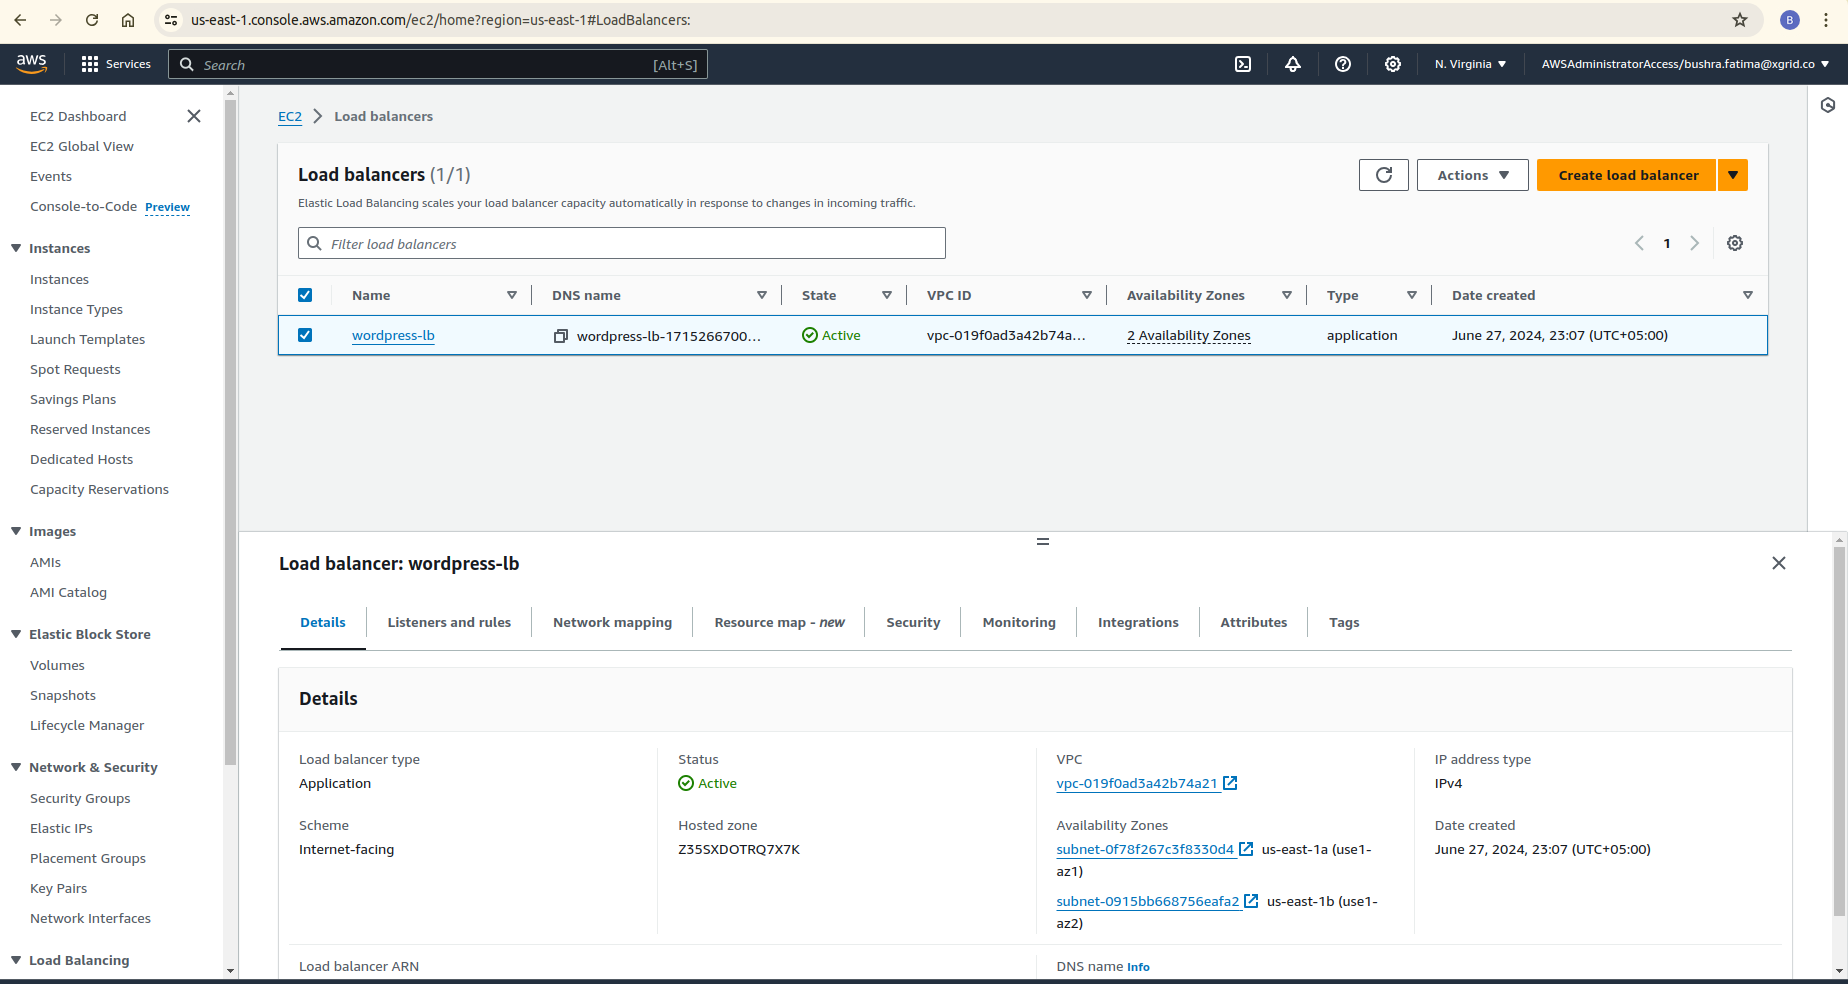 us-east-1.console.aws.amazon.com/ec2/home?region=us-east-1#LoadBalancers:
B
aws
Services
Search
[Alt+S]
N. Virginia
AWSAdministratorAccess/bushra.fatima@xgrid.co
EC2 Dashboard
EC2 Global View
Events
Console-to-Code Preview
Instances
Instances
Instance Types
Launch Templates
Spot Requests
Savings Plans
Reserved Instances
Dedicated Hosts
Capacity Reservations
Images
AMIs
AMI Catalog
Elastic Block Store
Volumes
Snapshots
Lifecycle Manager
Network & Security
Security Groups
Elastic IPs
Placement Groups
Key Pairs
Network Interfaces
Load Balancing
EC2 > Load balancers
Load balancers (1/1)
Actions
Create load balancer
Elastic Load Balancing scales your load balancer capacity automatically in response to changes in incoming traffic.
Filter load balancers
1
Name DNS name State VPC ID Availability Zones Type Date created
wordpress-lb wordpress-lb-1715266700... Active vpc-019f0ad3a42b74a... 2 Availability Zones application June 27, 2024, 23:07 (UTC+05:00)
Load balancer: wordpress-lb
Details Listeners and rules Network mapping Resource map - new Security Monitoring Integrations Attributes Tags
Details
Load balancer type
Application
Status
Active
VPC
vpc-019f0ad3a42b74a21
IP address type
IPv4
Scheme
Internet-facing
Hosted zone
Z35SXDOTRQ7X7K
Availability Zones
subnet-0f78f267c3f8330d4 us-east-1a (use1-
az1)
subnet-0915bb668756eafa2 us-east-1b (use1-
az2)
Date created
June 27, 2024, 23:07 (UTC+05:00)
Load balancer ARN
DNS name Info